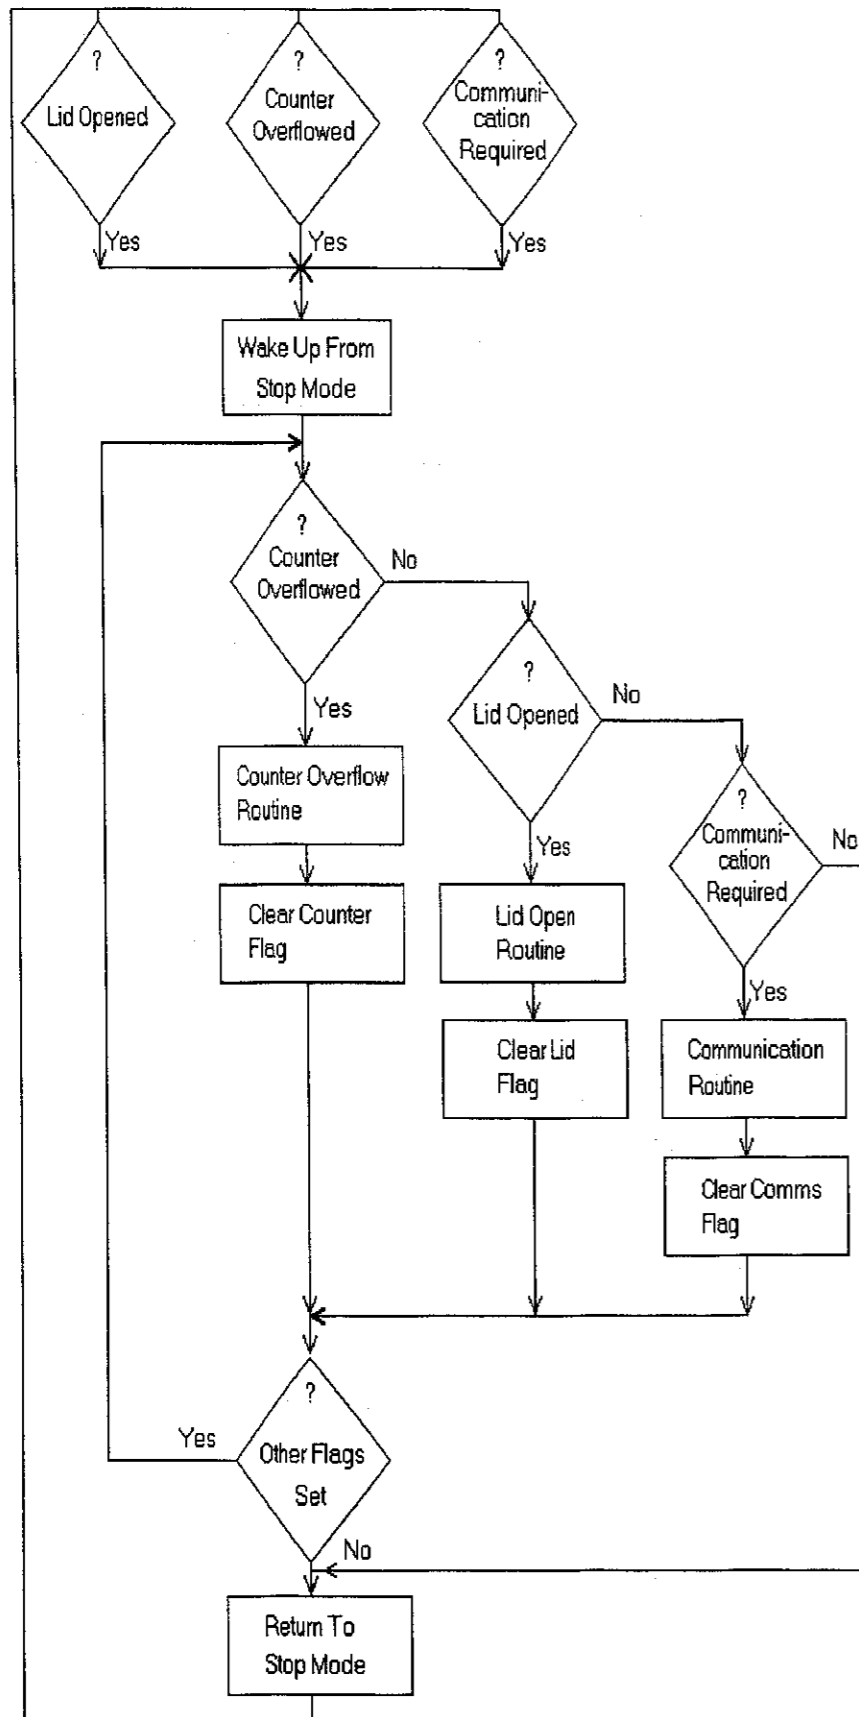 ?
Lid Opened
?
Counter
Overflowed
?
Communi-
cation
Required
Yes
Yes
Yes
Wake Up From
Stop Mode
?
Counter
Overflowed
No
?
Lid Opened
No
Yes
Counter Overflow
Routine
?
Communi-
cation
Required
No
Yes
Clear Counter
Flag
Lid Open
Routine
Yes
Clear Lid
Flag
Communication
Routine
Clear Comms
Flag
?
Other Flags
Set
Yes
No
Return To
Stop Mode